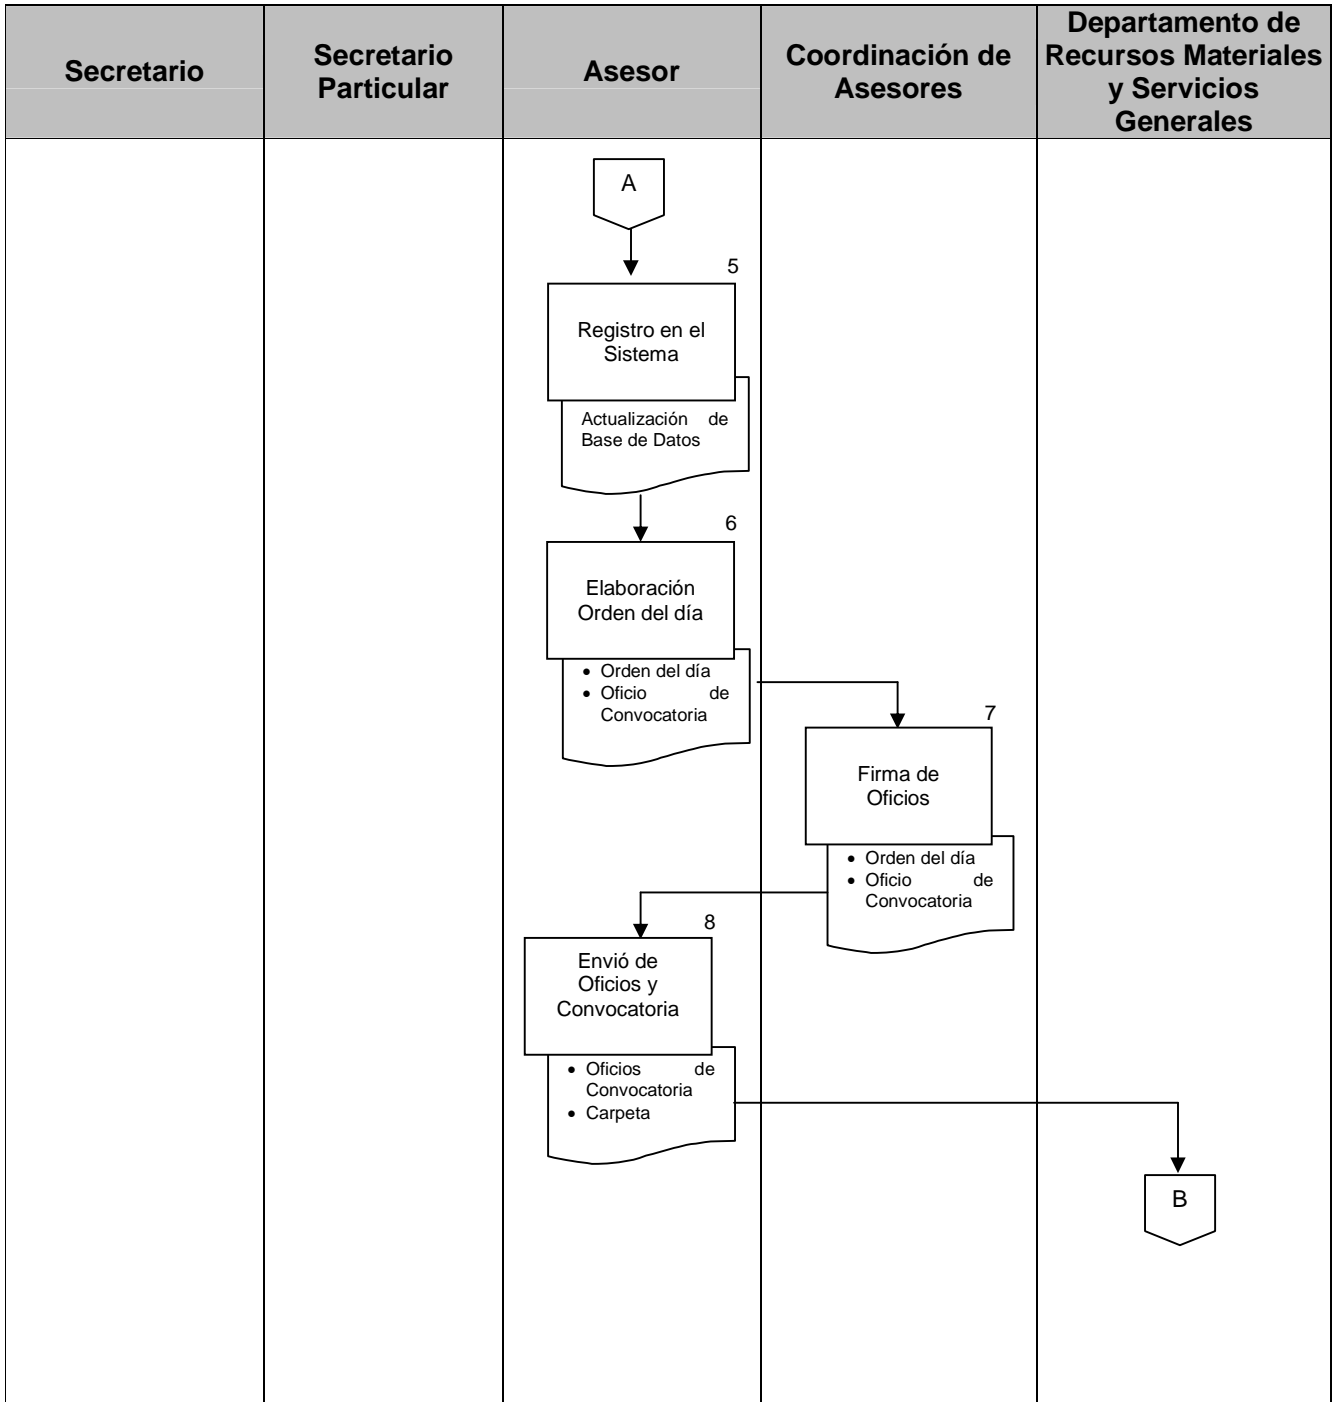 Secretario
Secretario
Particular
Asesor
Coordinación de
Asesores
Departamento de
Recursos Materiales
y Servicios
Generales
A
5
Registro en el
Sistema
Actualización de
Base de Datos
6
Elaboración
Orden del día
• Orden del día
• Oficio de
Convocatoria
7
Firma de
Oficios
• Orden del día
• Oficio de
Convocatoria
8
Envió de
Oficios y
Convocatoria
• Oficios de
Convocatoria
• Carpeta
B